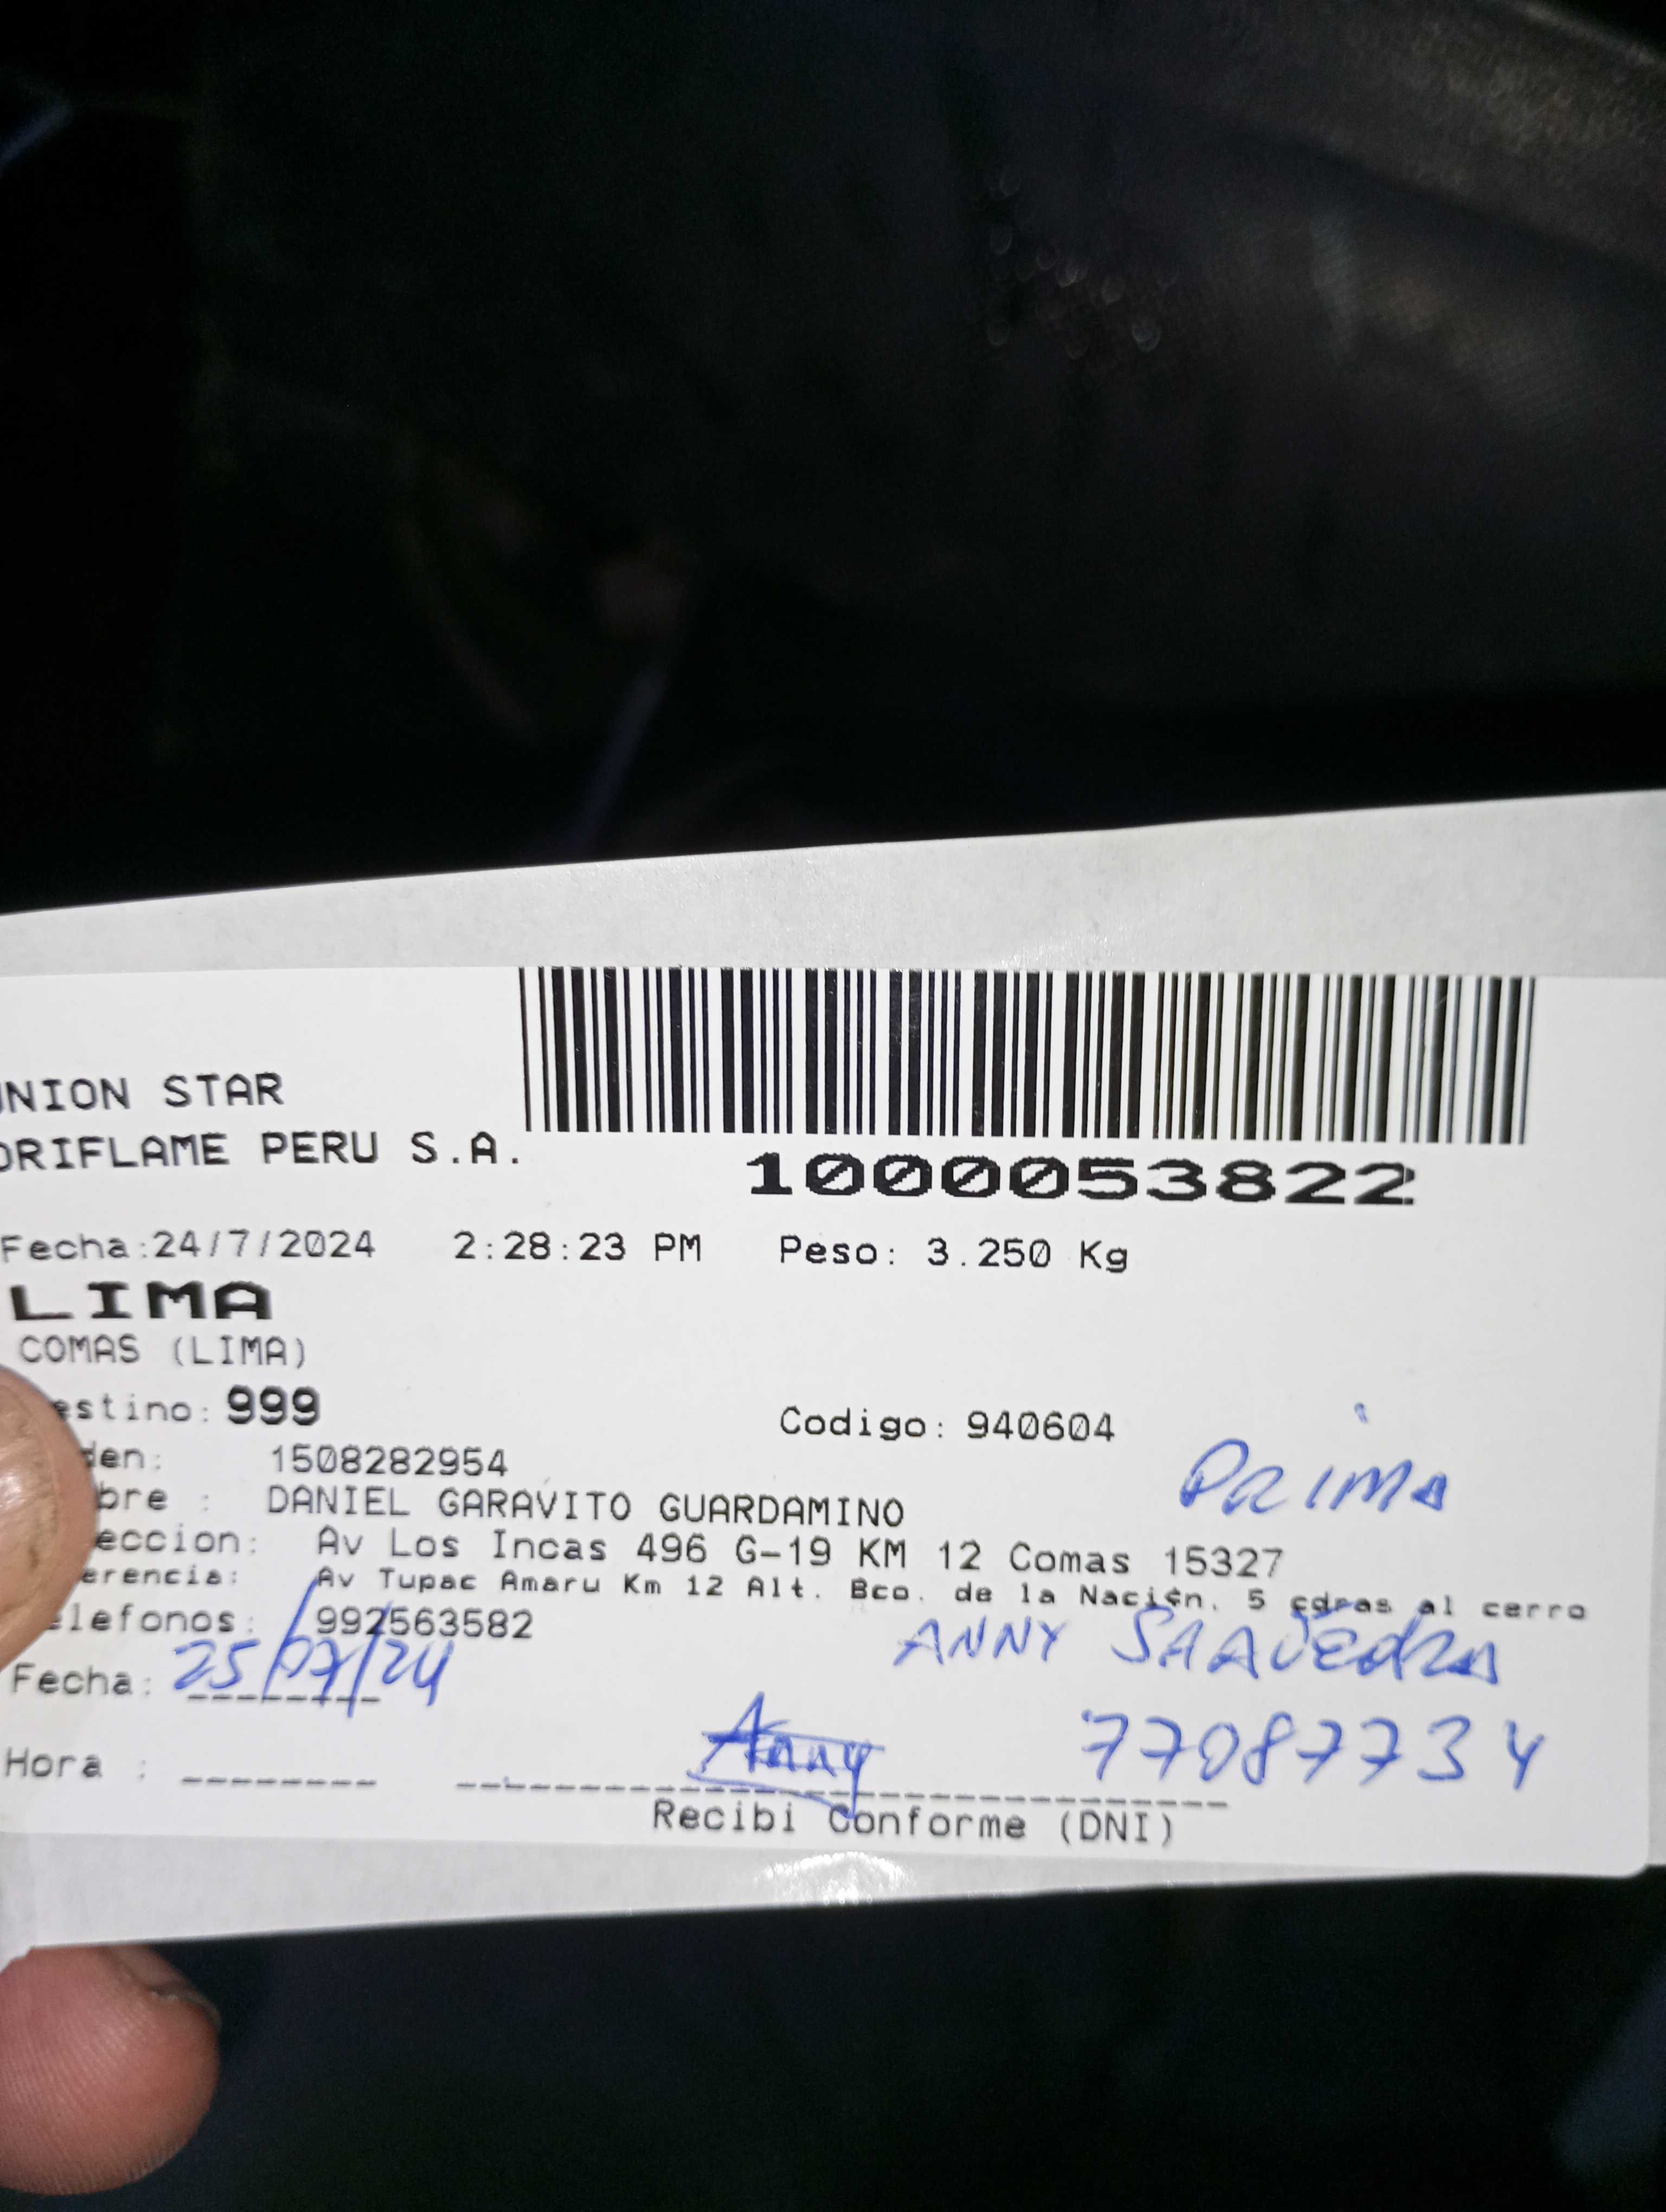 UNION STAR
ORIFLAME PERU S.A.
1000053822
Fecha:24/7/2024 2:28:23 PM Peso: 3.250 Kg
LIMA
COMAS (LIMA)
estino: 999 Codigo: 940604
den: 1508282954
PRIMA
bre : DANIEL GARAVITO GUARDAMINO
eccion: Av Los Incas 496 G-19 KM 12 Comas 15327
erencia: Av Tupac Amaru Km 12 Alt. Bco. de la Nación. 5 cdras al cerro
elefonos: 992563582
ANNY SAAVEDRA
Fecha: 25/07/24
Anny 77087734
Hora :
Recibi Conforme (DNI)